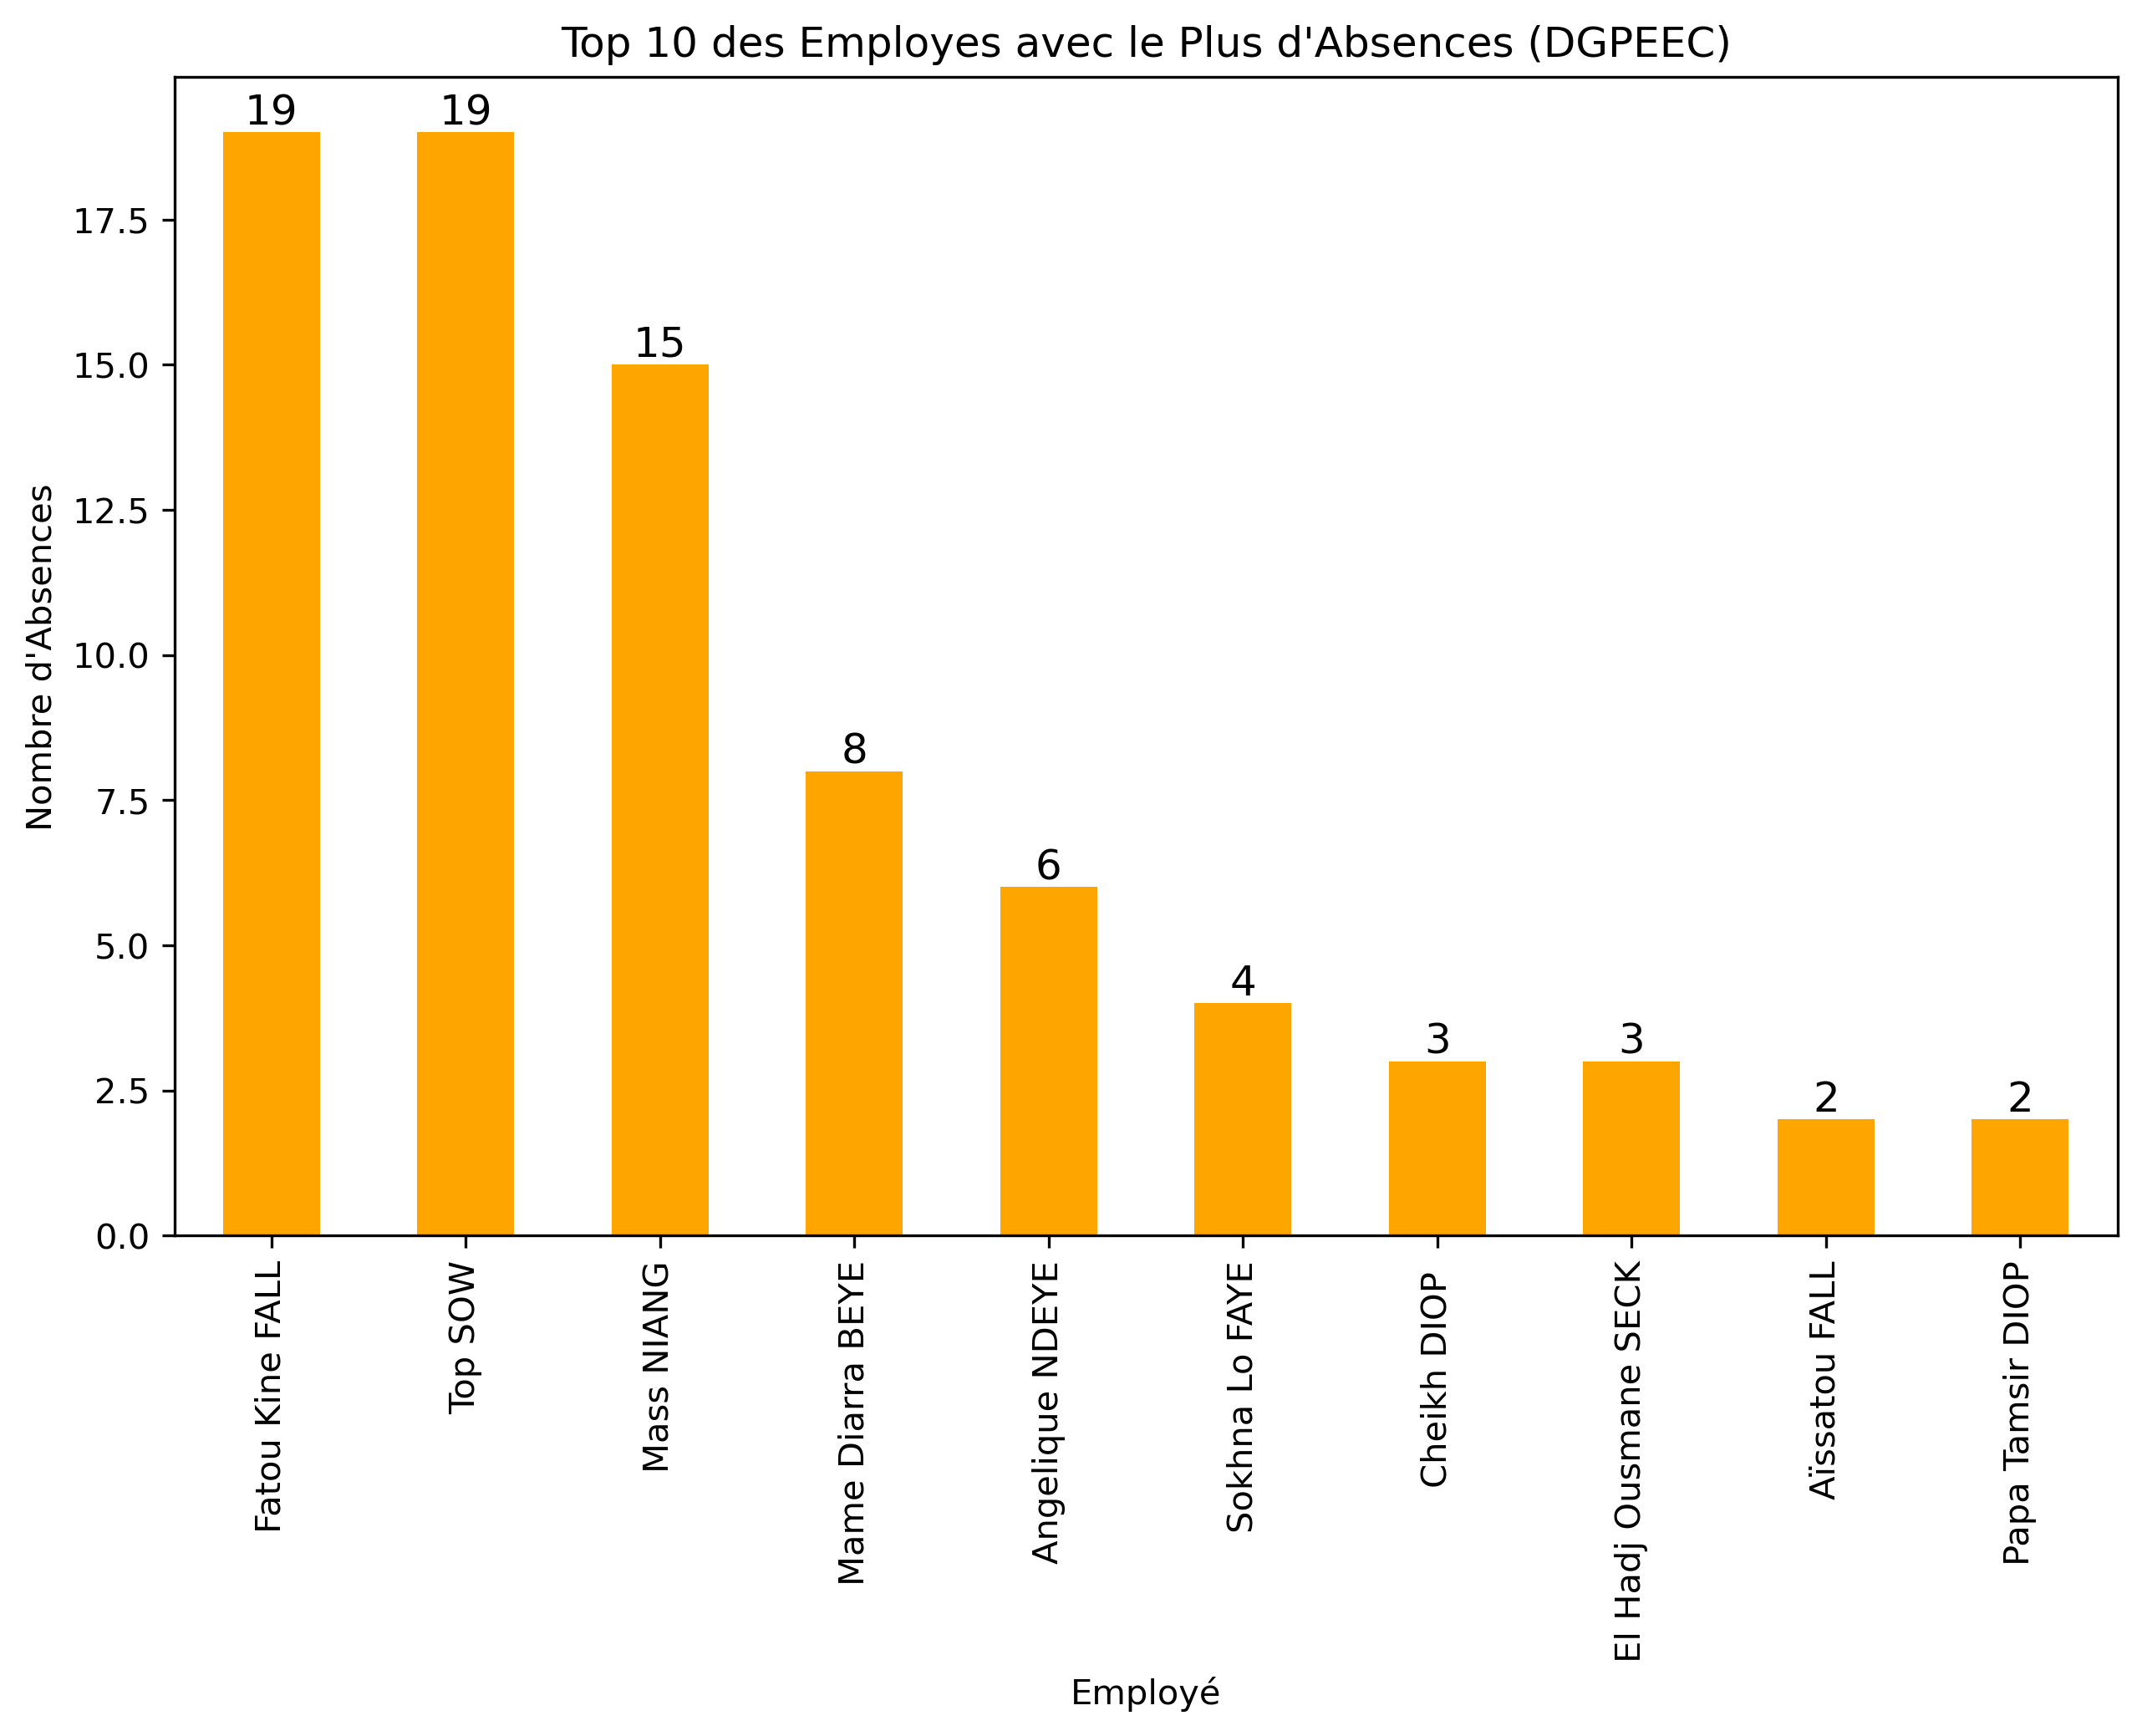 Top 10 des Employes avec le Plus d'Absences (DGPEEC)
Nombre d'Absences
17.5
15.0
12.5
10.0
7.5
5.0
2.5
0.0
19
19
15
8
6
4
3
3
2
2
Fatou Kine FALL
Top SOW
Mass NIANG
Mame Diarra BEYE
Angelique NDEYE
Sokhna Lo FAYE
Cheikh DIOP
El Hadj Ousmane SECK
Aïssatou FALL
Papa Tamsir DIOP
Employé